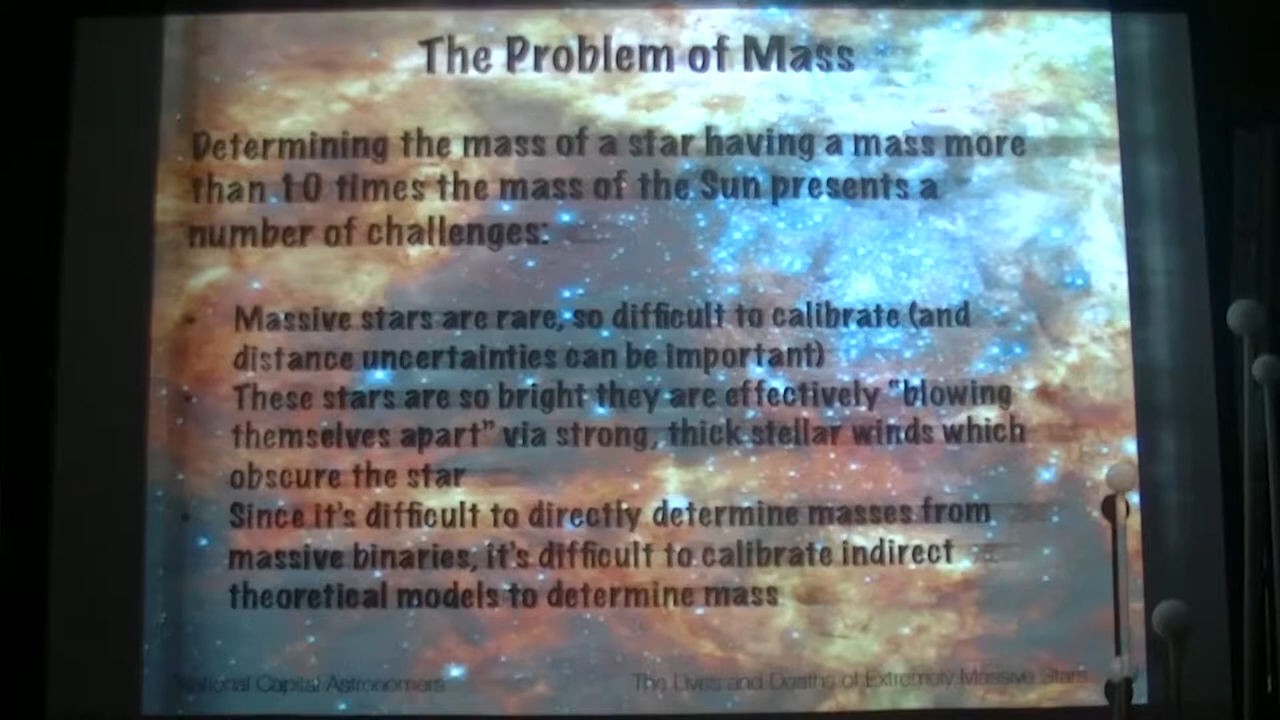 The Problem of Mass
Determining the mass of a star having a mass more
than 10 times the mass of the Sun presents a
number of challenges:
• Massive stars are rare, so difficult to calibrate (and
distance uncertainties can be important)
• These stars are so bright they are effectively “blowing
themselves apart” via strong, thick stellar winds which
obscure the star
• Since it's difficult to directly determine masses from
massive binaries, it's difficult to calibrate indirect
theoretical models to determine mass
National Capital Astronomers
The Lives and Deaths of Extremely Massive Stars